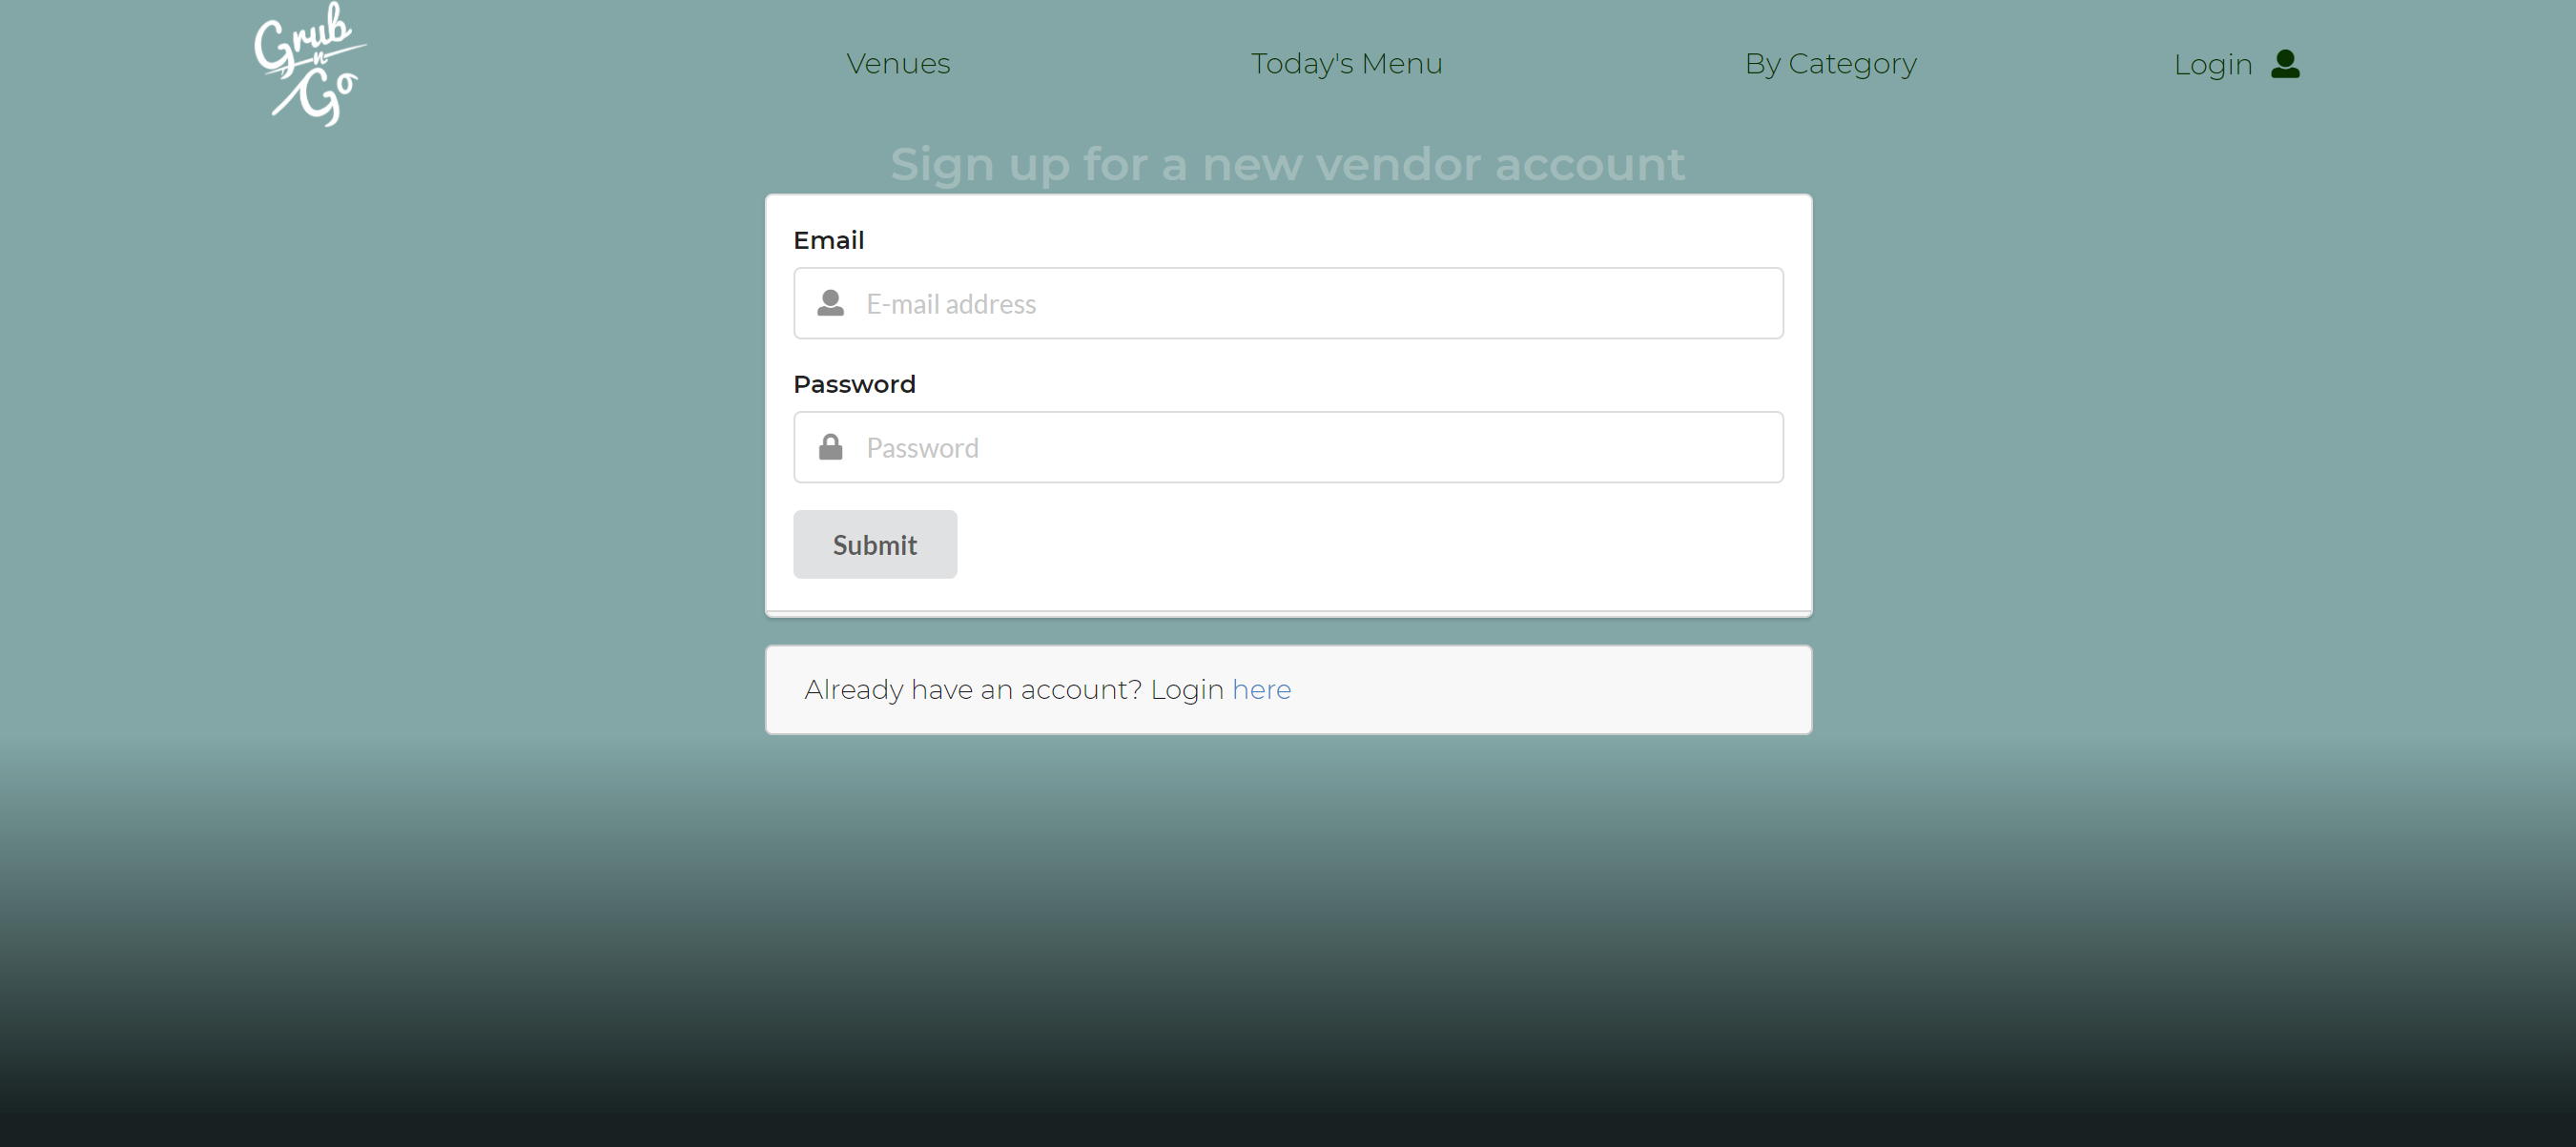 Grub
n
Go
Venues
Today's Menu
By Category
Login
Sign up for a new vendor account
Email
E-mail address
Password
Password
Submit
Already have an account? Login here